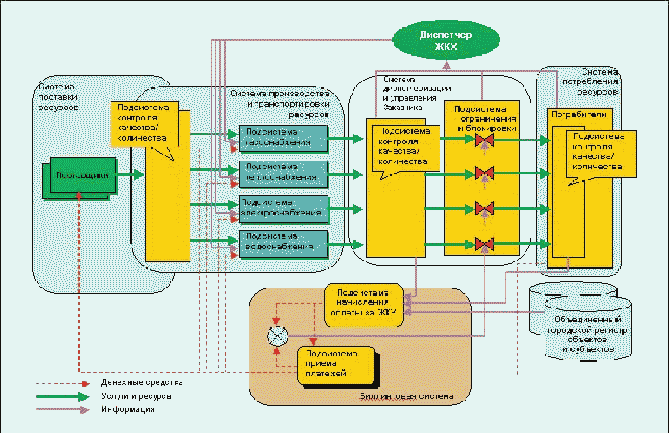 Диспетчер
ЖКХ
Система
поставки
ресурсов
Система производства
и транспортировки
ресурсов
Система
диспетчеризации
и управления
Заказчика
Система
потребления
ресурсов
Подсистема
контроля
качества/
количества
Подсистема
ограничения
и блокировки
Потребители
Подсистема
контроля
качества/
количества
Подсистема
контроля
качества/
количества
Поставщики
Подсистема
газоснабжения
Подсистема
теплоснабжения
Подсистема
электроснабжения
Подсистема
водоснабжения
Подсистема
начисления
оплаты за ЖКУ
Подсистема
приема
платежей
Биллинговая система
Объединенный
городской регистр
объектов
и субъектов
Денежные средства
Услуги и ресурсы
Информация